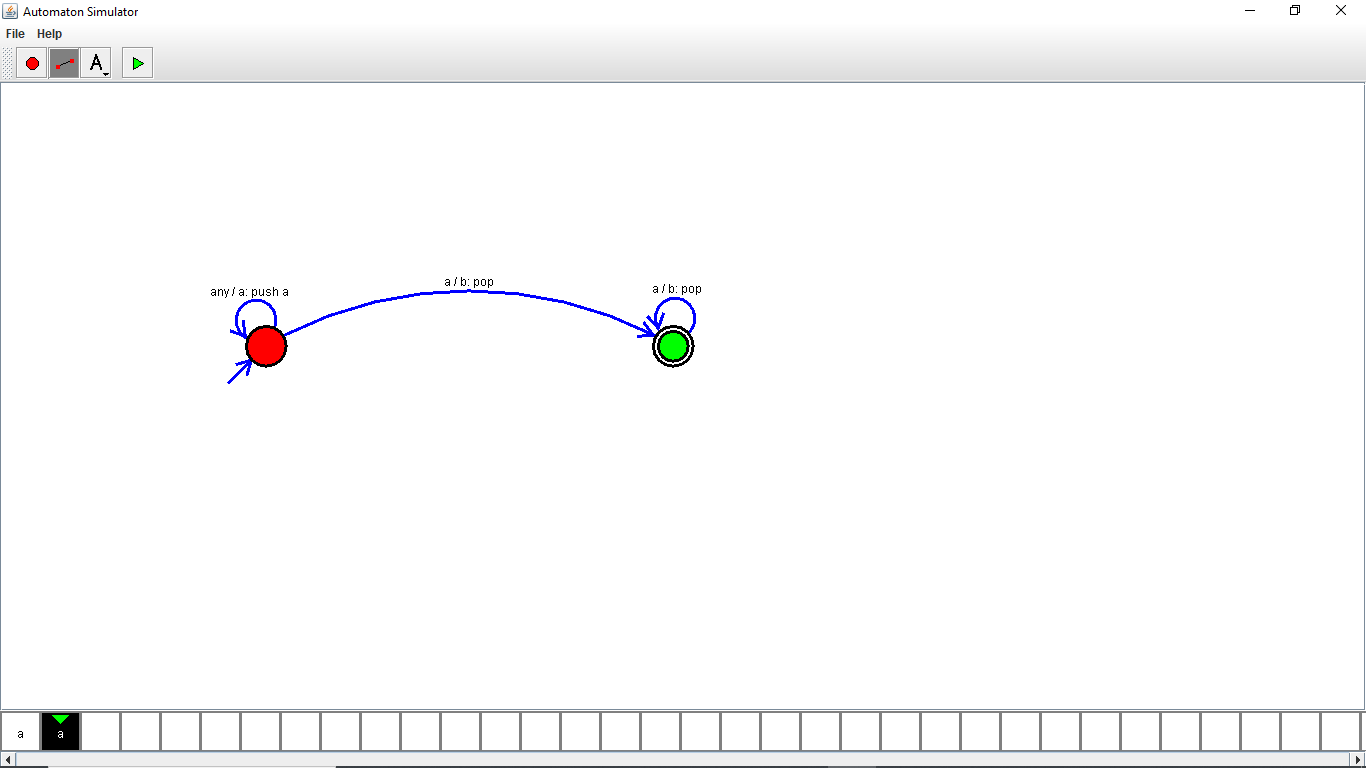 Automaton Simulator
File Help
A
a / b: pop
any / a: push a
a / b: pop
a a